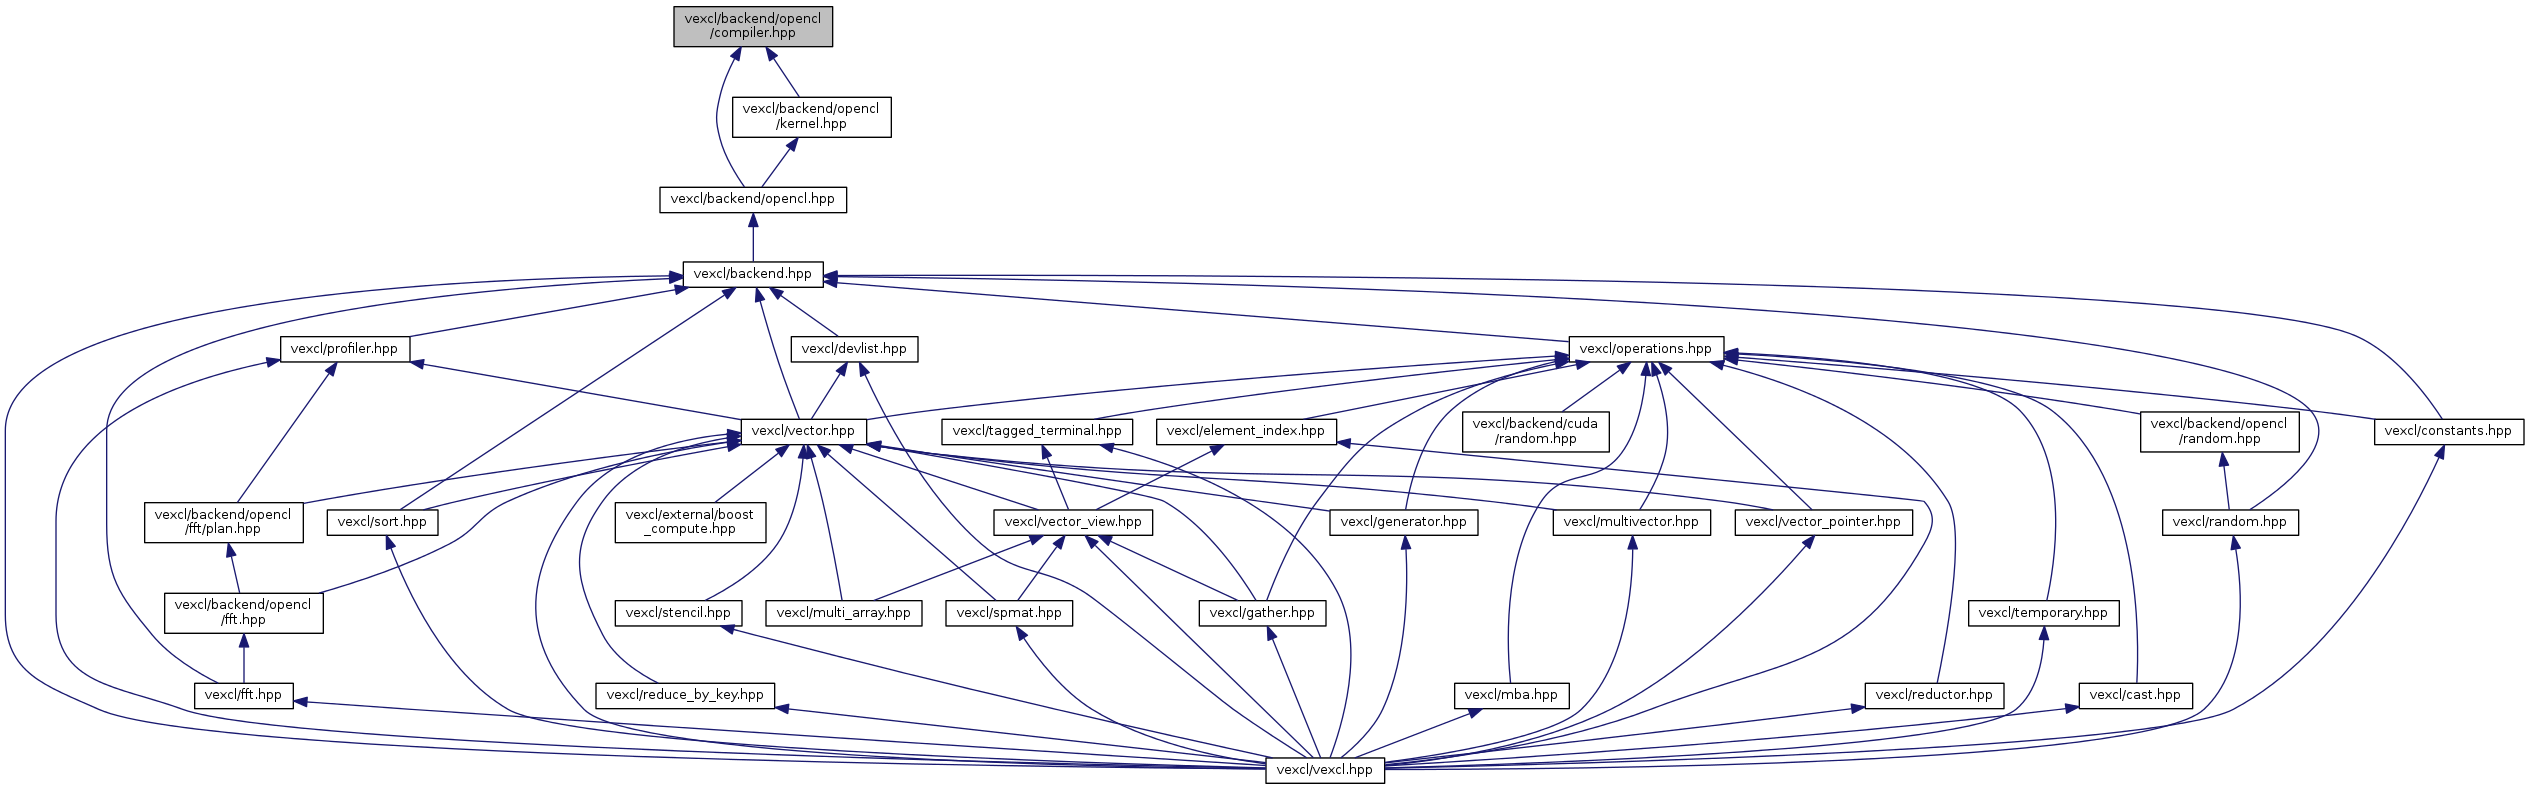 vexcl/backend/opencl
/compiler.hpp
vexcl/backend/opencl
/kernel.hpp
vexcl/backend/opencl.hpp
vexcl/backend.hpp
vexcl/profiler.hpp
vexcl/devlist.hpp
vexcl/operations.hpp
vexcl/vector.hpp
vexcl/tagged_terminal.hpp
vexcl/element_index.hpp
vexcl/backend/cuda
/random.hpp
vexcl/backend/opencl
/random.hpp
vexcl/constants.hpp
vexcl/backend/opencl
/fft/plan.hpp
vexcl/sort.hpp
vexcl/external/boost
_compute.hpp
vexcl/vector_view.hpp
vexcl/generator.hpp
vexcl/multivector.hpp
vexcl/vector_pointer.hpp
vexcl/random.hpp
vexcl/backend/opencl
/fft.hpp
vexcl/stencil.hpp
vexcl/multi_array.hpp
vexcl/spmat.hpp
vexcl/gather.hpp
vexcl/temporary.hpp
vexcl/fft.hpp
vexcl/reduce_by_key.hpp
vexcl/mba.hpp
vexcl/reductor.hpp
vexcl/cast.hpp
vexcl/vexcl.hpp